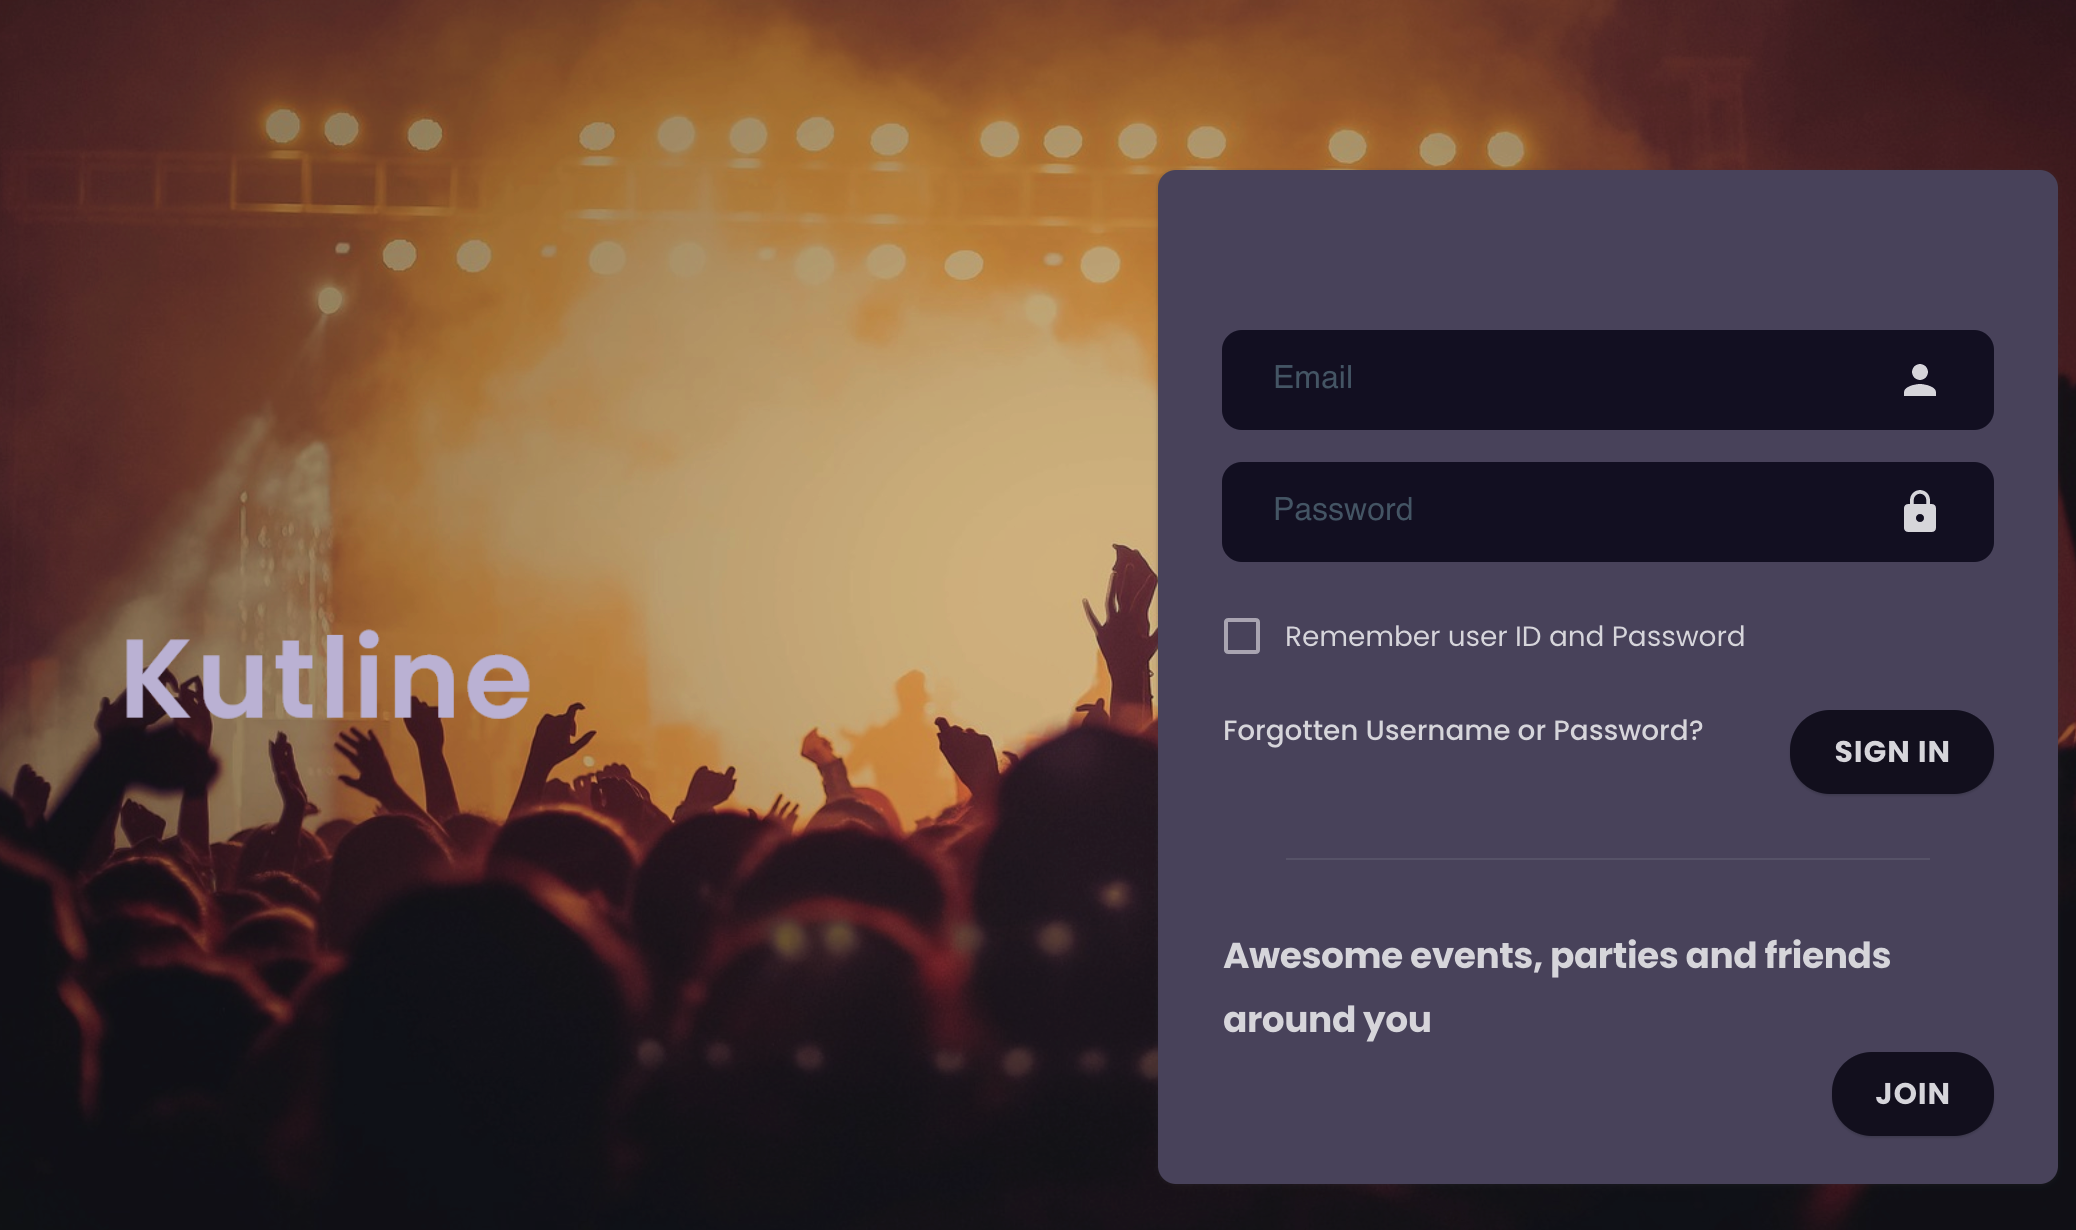 Kutline
Email
Password
Remember user ID and Password
Forgotten Username or Password?
SIGN IN
Awesome events, parties and friends
around you
JOIN